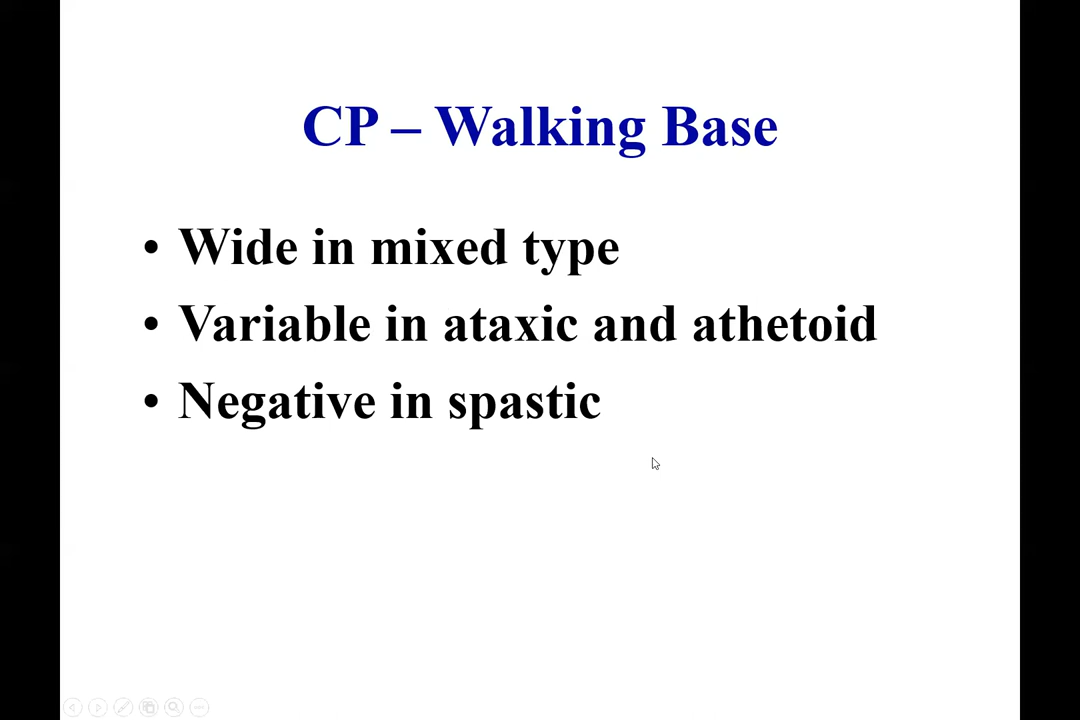 CP – Walking Base
• Wide in mixed type
• Variable in ataxic and athetoid
• Negative in spastic